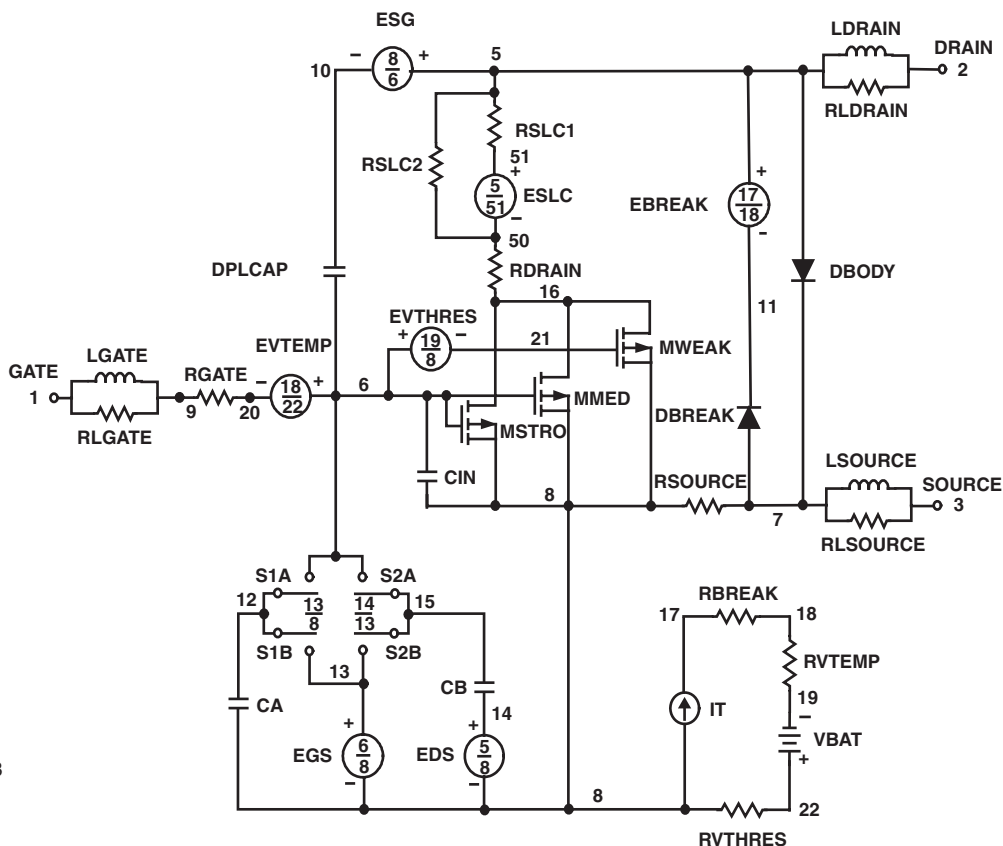 ESG
LDRAIN
DRAIN
10
−
8
6
+
5
2
RLDRAIN
RSLC1
RSLC2
51
+
5
51
ESLC
−
50
EBREAK
+
17
18
−
DPLCAP
RDRAIN
DBODY
16
11
EVTHRES
+
19
8
−
21
MWEAK
EVTEMP
LGATE
GATE
1
RGATE
−
18
22
+
6
MMED
9
20
RLGATE
MSTRO
DBREAK
CIN
8
RSOURCE
LSOURCE
SOURCE
7
3
RLSOURCE
S1A
S2A
12
13
8
14
13
15
S1B
S2B
13
CA
CB
14
+
EGS
6
8
−
+
EDS
5
8
−
8
RBREAK
17
18
RVTEMP
19
IT
−
VBAT
+
22
RVTHRES